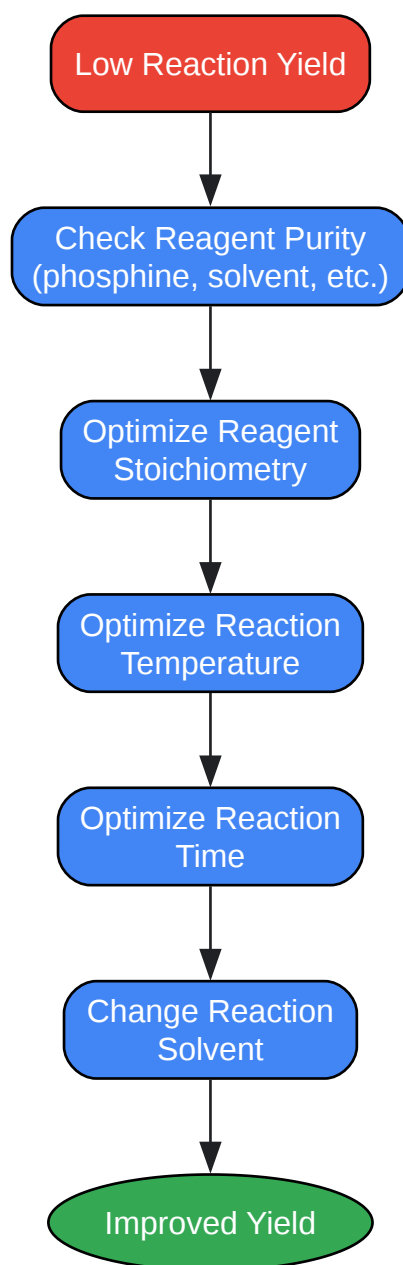 Low Reaction Yield
Check Reagent Purity
(phosphine, solvent, etc.)
Optimize Reagent
Stoichiometry
Optimize Reaction
Temperature
Optimize Reaction
Time
Change Reaction
Solvent
Improved Yield